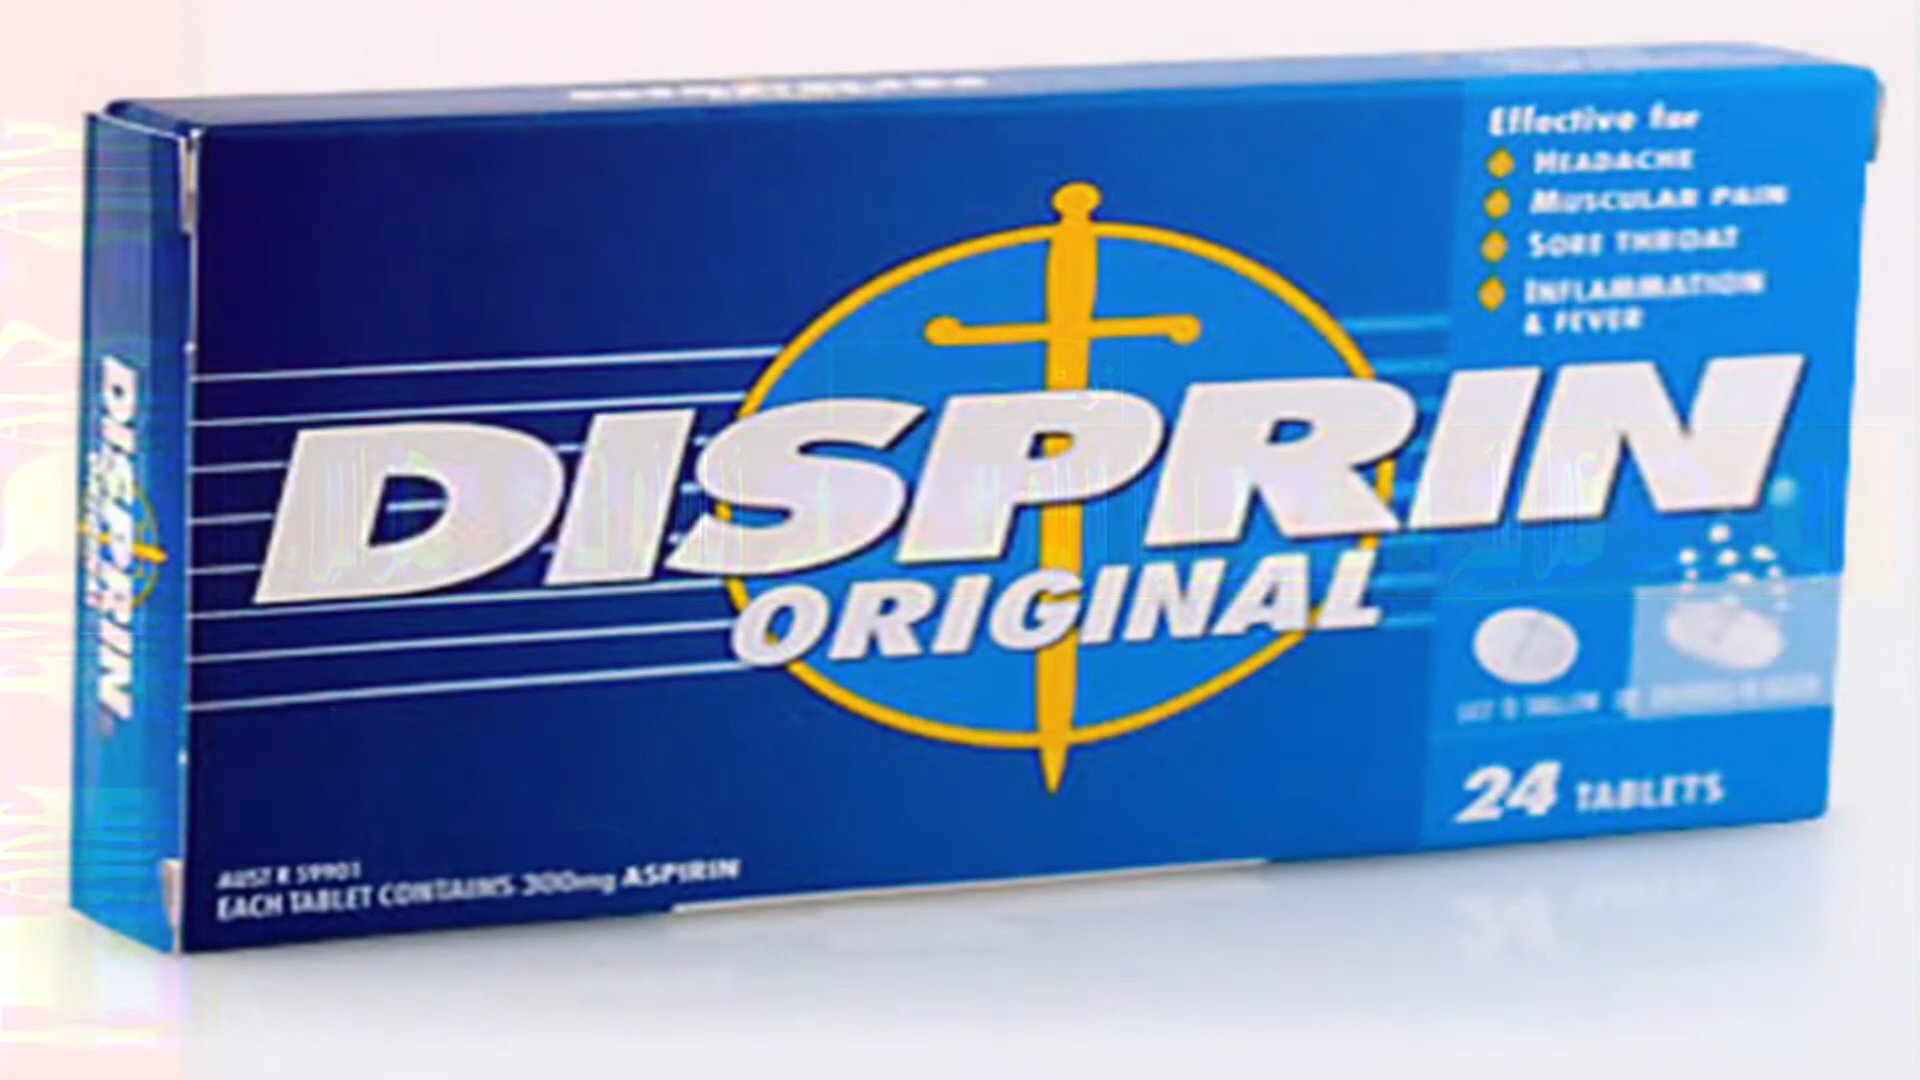 Effective for
HEADACHE
MUSCULAR PAIN
SORE THROAT
INFLAMMATION
& FEVER
DISPRIN
ORIGINAL
24 TABLETS
AUST R 59901
EACH TABLET CONTAINS 300mg ASPIRIN
DISPRIN